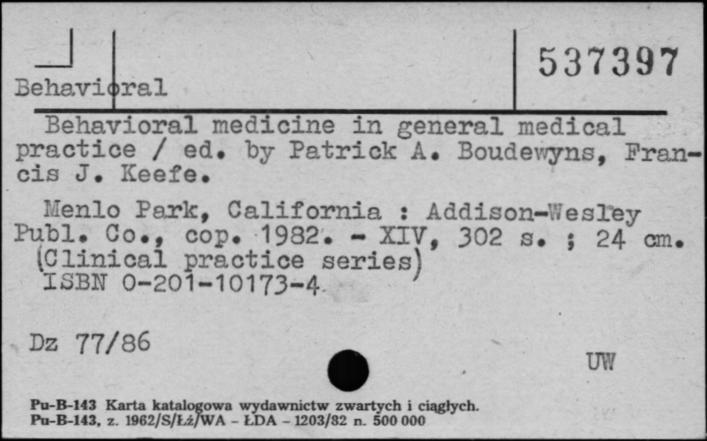 537397
Behavioral
Behavioral medicine in general medical
practice / ed. by Patrick A. Boudewyns, Fran-
cis J. Keefe.
Menlo Park, California : Addison-Wesley
Publ. Co., cop. 1982. - XIV, 302 s. ; 24 cm.
(Clinical practice series)
ISBN 0-201-10173-4
Dz 77/86
UW
Pu-B-143 Karta katalogowa wydawnictw zwartych i ciągłych.
Pu-B-143, z. 1962/S/Łż/WA - ŁDA - 1203/82 n. 500 000